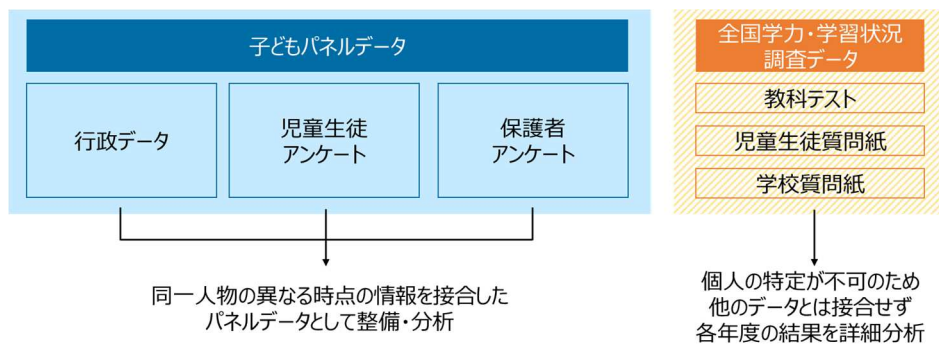 子どもパネルデータ
行政データ
児童生徒
アンケート
保護者
アンケート
同一人物の異なる時点の情報を接合した
パネルデータとして整備・分析
全国学力・学習状況
調査データ
教科テスト
児童生徒質問紙
学校質問紙
個人の特定が不可のため
他のデータとは接合せず
各年度の結果を詳細分析